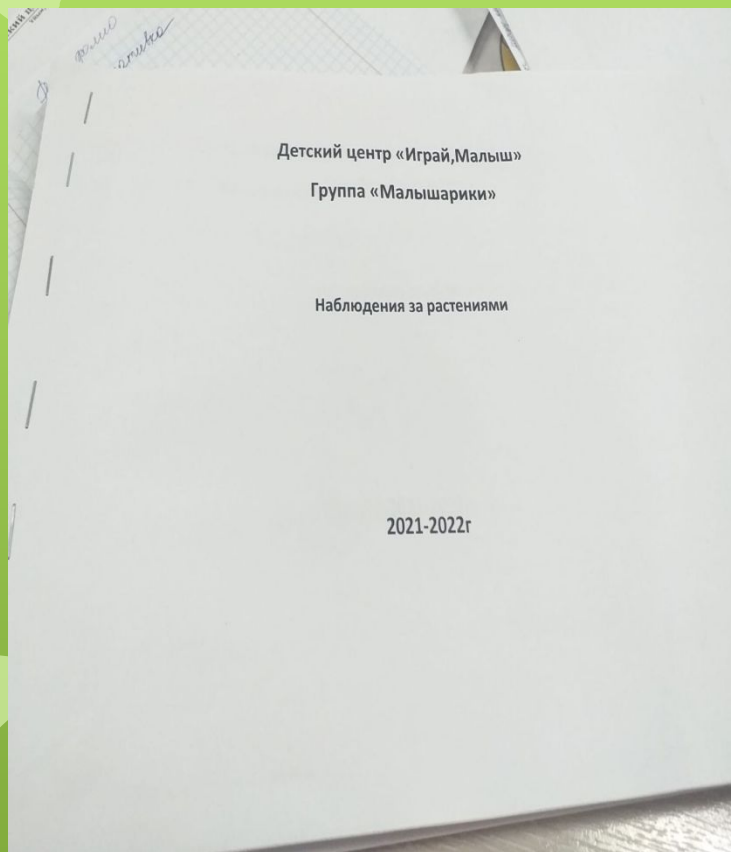 Детский центр «Играй,Малыш»
Группа «Малышарики»
Наблюдения за растениями
2021-2022г